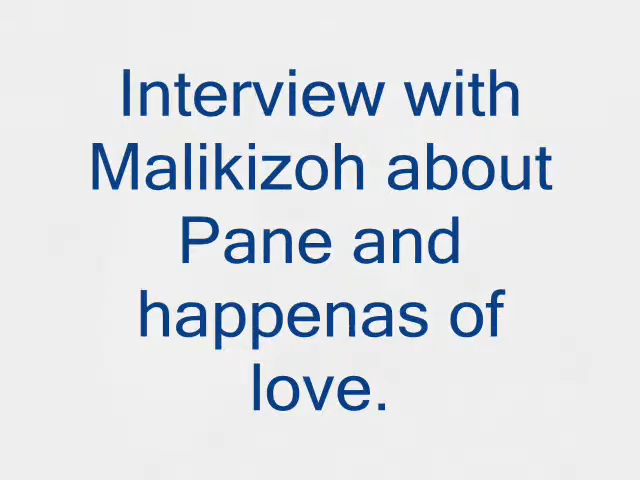 Interview with
Malikizoh about
Pane and
happenas of
love.